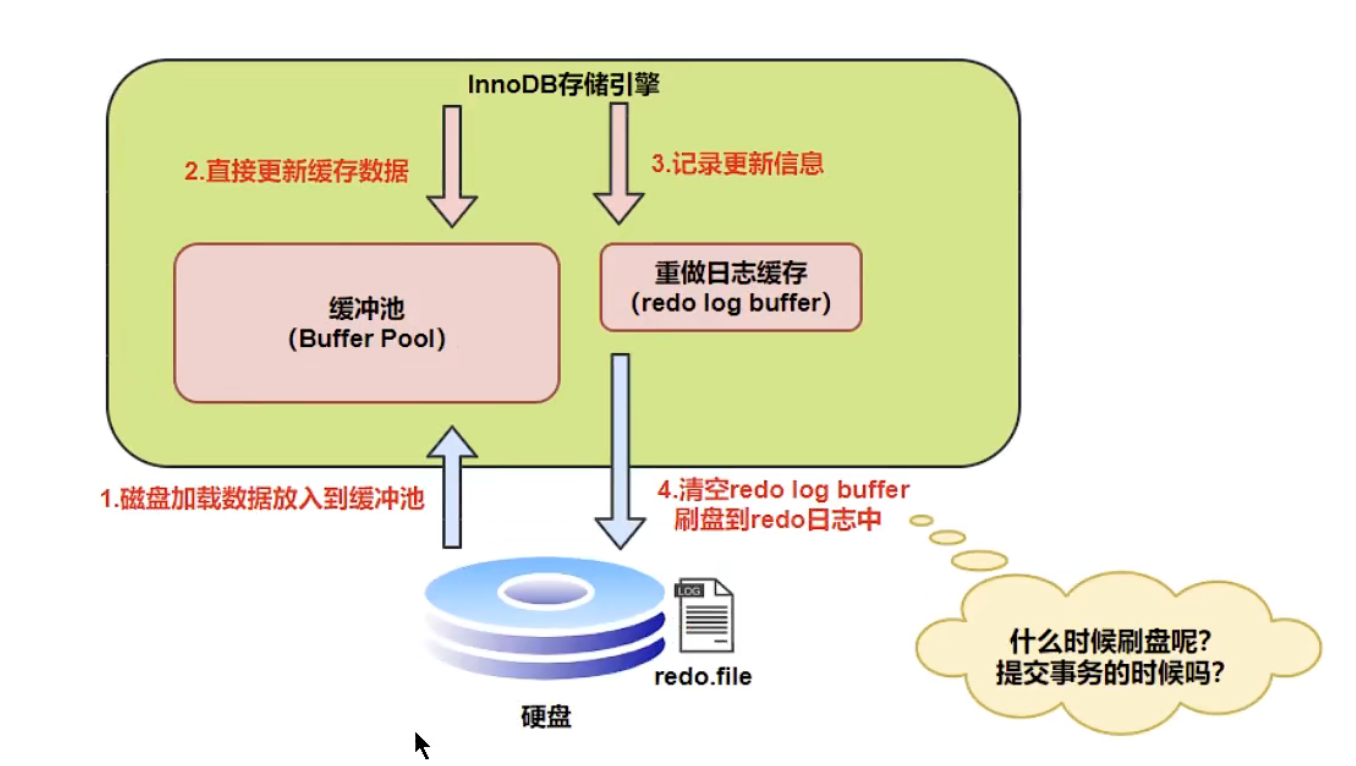 InnoDB存储引擎
2.直接更新缓存数据
3.记录更新信息
缓冲池
（Buffer Pool）
重做日志缓存
（redo log buffer）
1.磁盘加载数据放入到缓冲池
4.清空redo log buffer
刷盘到redo日志中
LOG
redo.file
硬盘
什么时候刷盘呢？
提交事务的时候吗？